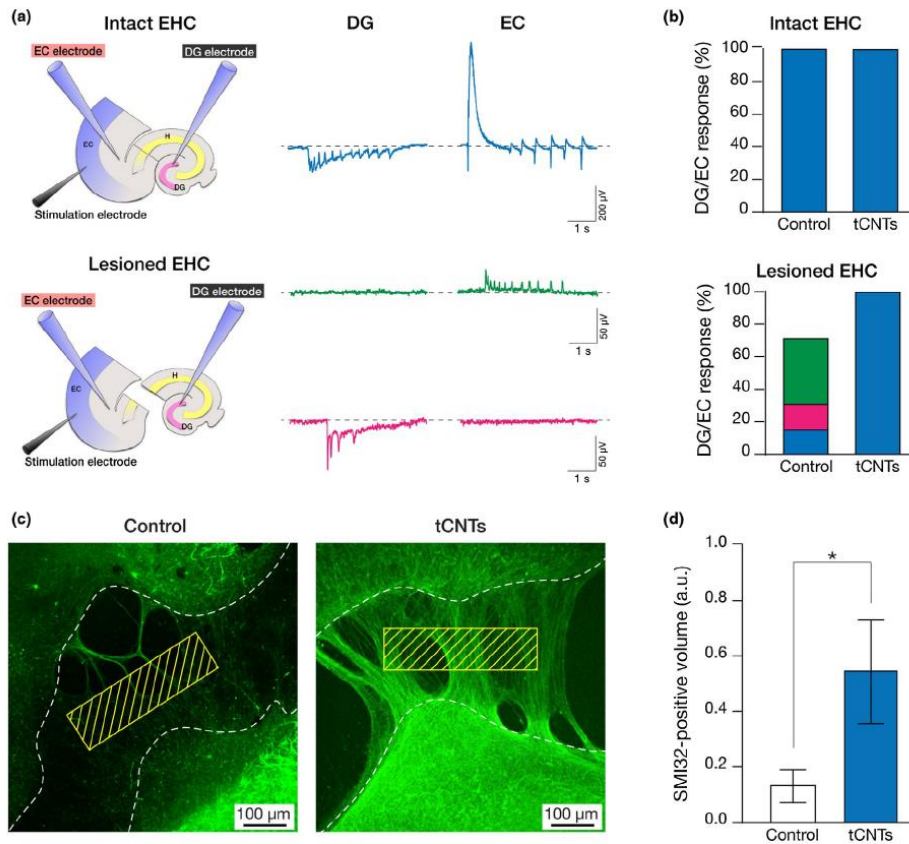 (a)
Intact EHC
EC electrode
DG electrode
EC
H
DG
Stimulation electrode
DG
EC
200 µV
1 s
1 s
Lesioned EHC
EC electrode
DG electrode
EC
H
DG
Stimulation electrode
50 µV
1 s
1 s
50 µV
1 s
1 s
(b)
Intact EHC
DG/EC response (%)
100
80
60
40
20
0
Control
tCNTs
Lesioned EHC
DG/EC response (%)
100
80
60
40
20
0
Control
tCNTs
(c)
Control
tCNTs
100 µm
100 µm
(d)
SMI32-positive volume (a.u.)
1.0
0.8
0.6
0.4
0.2
0
*
Control
tCNTs